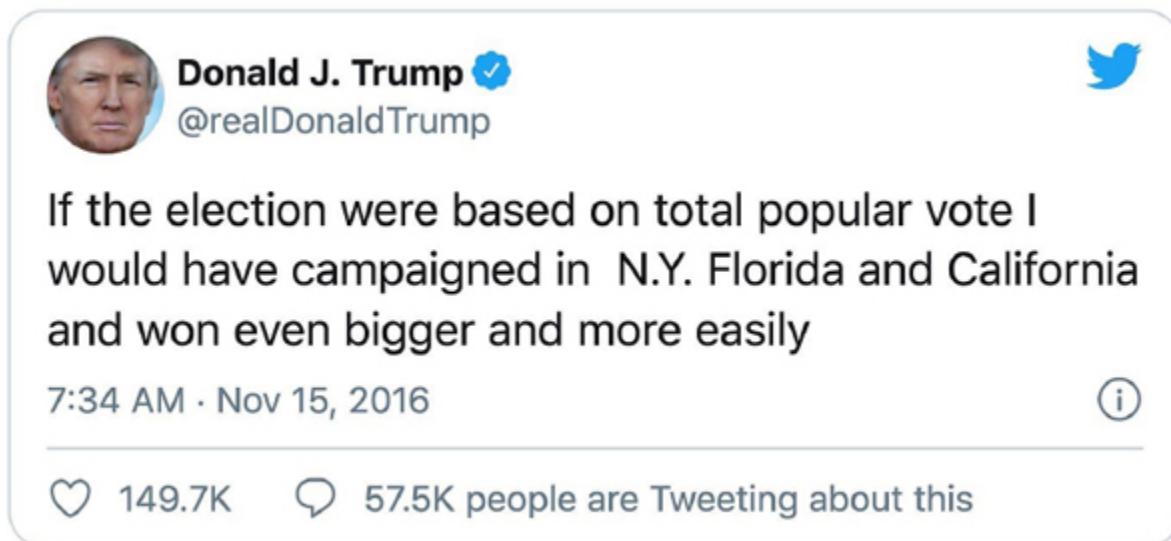 Donald J. Trump
@realDonaldTrump
If the election were based on total popular vote I
would have campaigned in  N.Y. Florida and California
and won even bigger and more easily
7:34 AM · Nov 15, 2016
149.7K 57.5K people are Tweeting about this